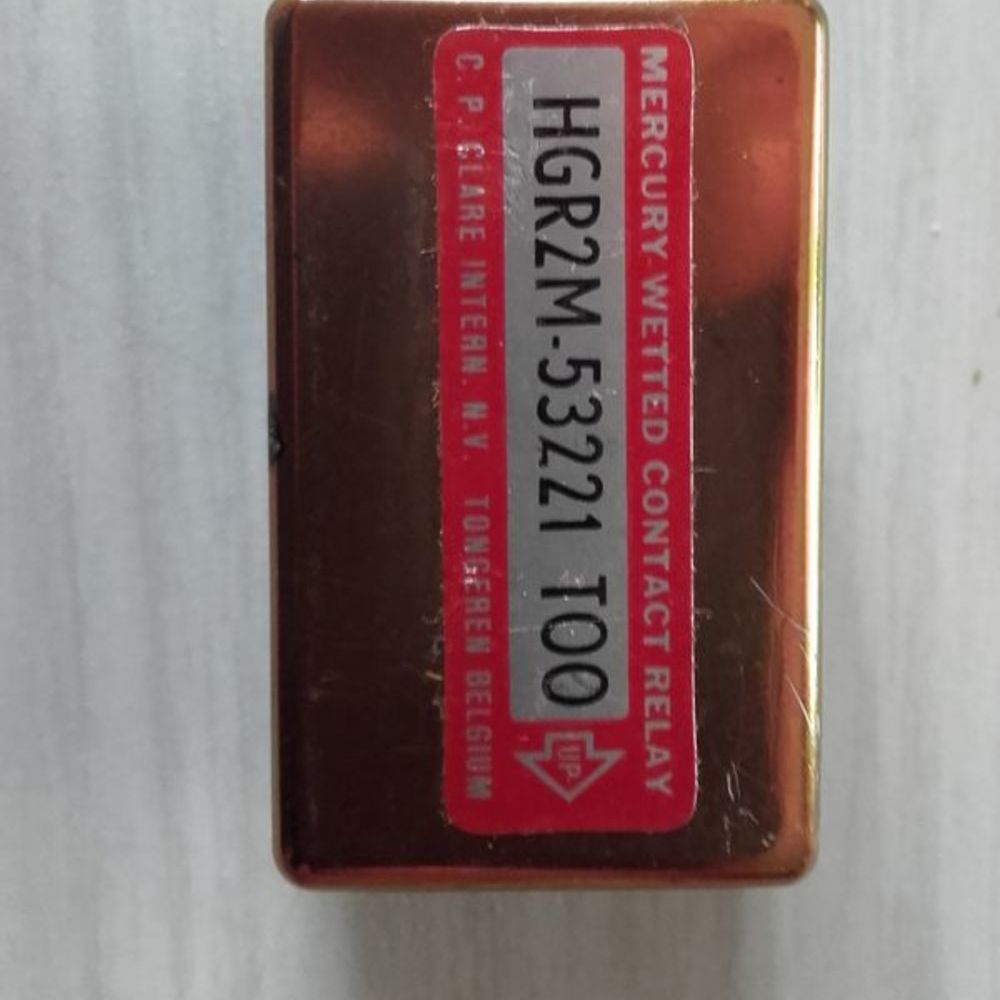 MERCURY-WETTED CONTACT RELAY
HGR2M-53221 T00
UP
C. P. CLARE INTERN. N.V. TONGEREN BELGIUM